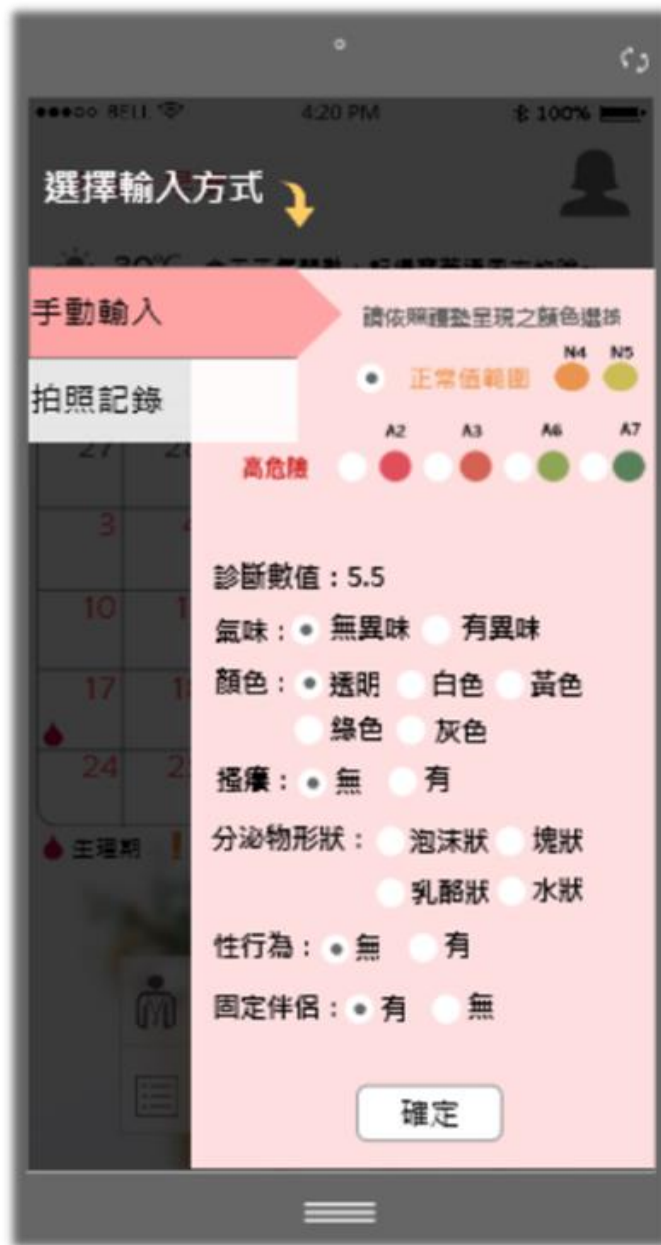 BELL 4:20 PM 100%
選擇輸入方式
30°C
手動輸入
請依照護墊呈現之顏色選按
N4 N5
正常值範圍
拍照記錄
A2 A3 A6 A7
高危險
27
3
診斷數值：5.5
10
氣味： 無異味 有異味
顏色： 透明 白色 黃色
17
綠色 灰色
24
搔癢： 無 有
生理期
分泌物形狀： 泡沫狀 塊狀
乳酪狀 水狀
性行為： 無 有
固定伴侶： 有 無
確定